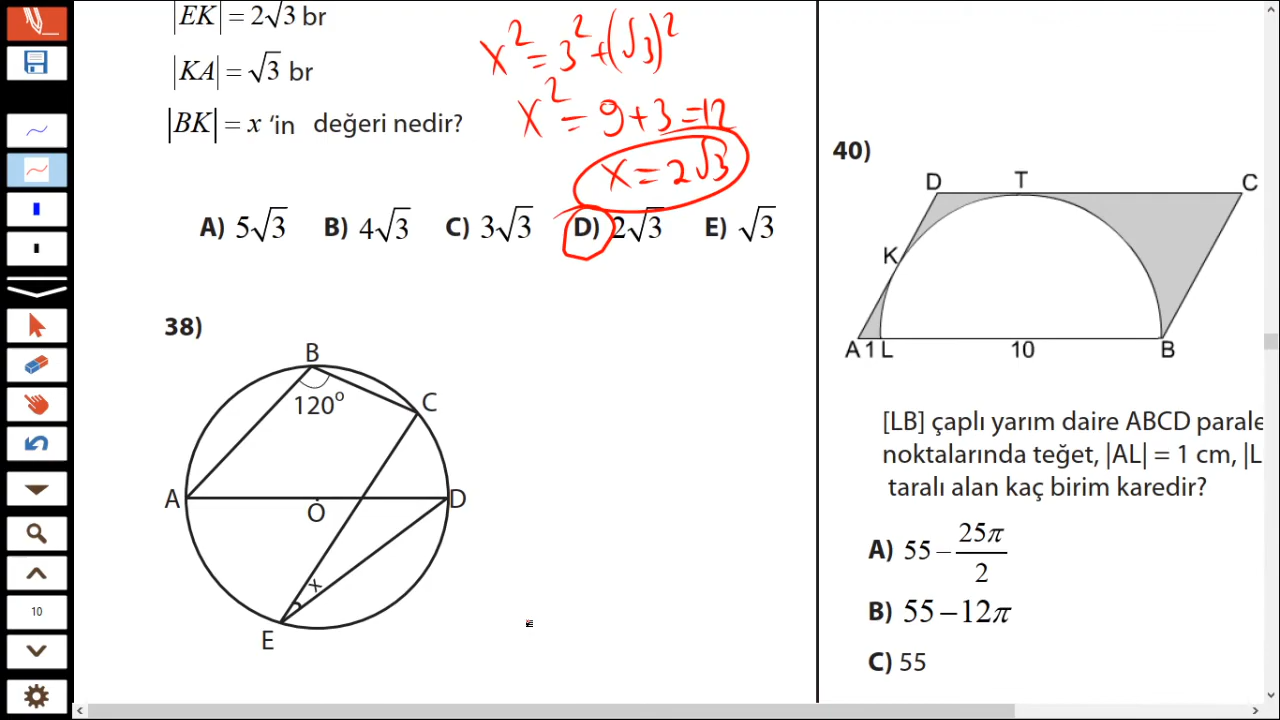 |EK| = 2√3 br
|KA| = √3 br
|BK| = x 'in değeri nedir?
x² = 3² + (√3)²
x² = 9 + 3 = 12
x = 2√3
A) 5√3 B) 4√3 C) 3√3 D) 2√3 E) √3
38)
B
120°
C
A
O
D
x
E
40)
D T C
K
A 1 L 10 B
[LB] çaplı yarım daire ABCD parale
noktalarında teğet, |AL| = 1 cm, |L
taralı alan kaç birim karedir?
A) 55 − 25π/2
B) 55 − 12π
C) 55
10